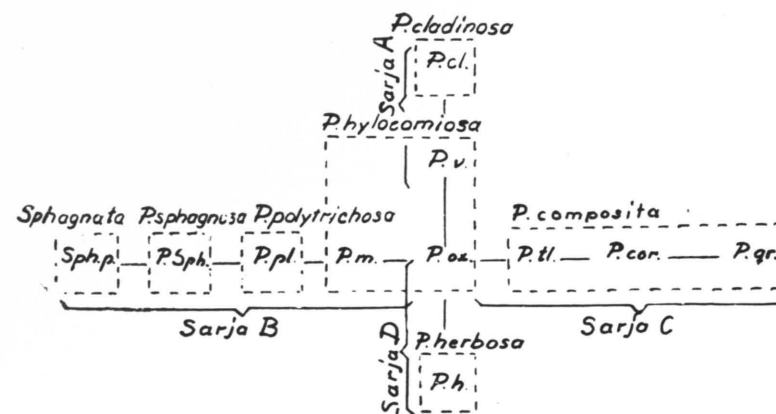 P.cladinosa
P.cl.
Sarja A
P.hylocomiosa
P.v.
Sphagnata P.sphagnosa P.polytrichosa P.composita
Sph.p. P.Sph. P.pl. P.m. P.ox. P.tl. P.cor. P.gr.
Sarja B Sarja D Sarja C
P.herbosa
P.h.